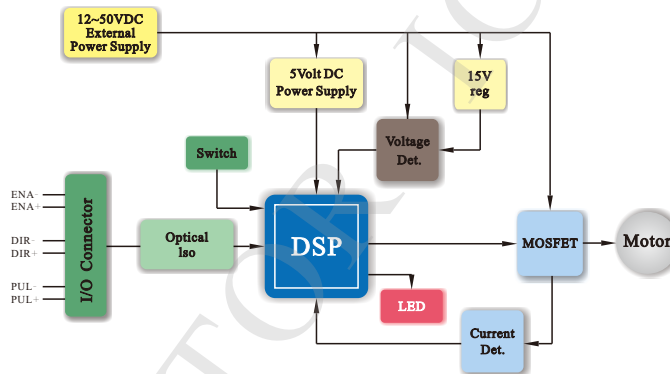 12~50VDC
External
Power Supply
5Volt DC
Power Supply
15V
reg
Voltage
Det.
Switch
ENA-
ENA+
DIR-
DIR+
PUL-
PUL+
I/O Connector
Optical
lso
DSP
MOSFET
Motor
LED
Current
Det.